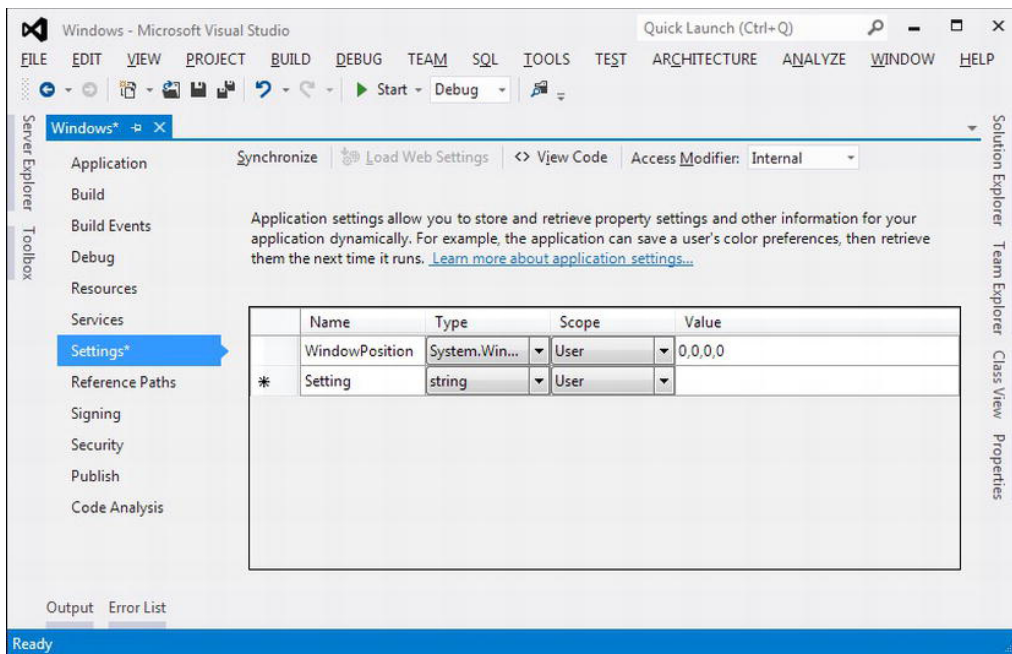 Windows - Microsoft Visual Studio
Quick Launch (Ctrl+Q)
FILE EDIT VIEW PROJECT BUILD DEBUG TEAM SQL TOOLS TEST ARCHITECTURE ANALYZE WINDOW HELP
Start Debug
Server Explorer
Toolbox
Windows*
Application
Build
Build Events
Debug
Resources
Services
Settings*
Reference Paths
Signing
Security
Publish
Code Analysis
Synchronize Load Web Settings <> View Code Access Modifier: Internal
Application settings allow you to store and retrieve property settings and other information for your
application dynamically. For example, the application can save a user's color preferences, then retrieve
them the next time it runs. Learn more about application settings...
Name Type Scope Value
WindowPosition System.Win... User 0,0,0,0
* Setting string User
Solution Explorer
Team Explorer
Class View
Properties
Output Error List
Ready